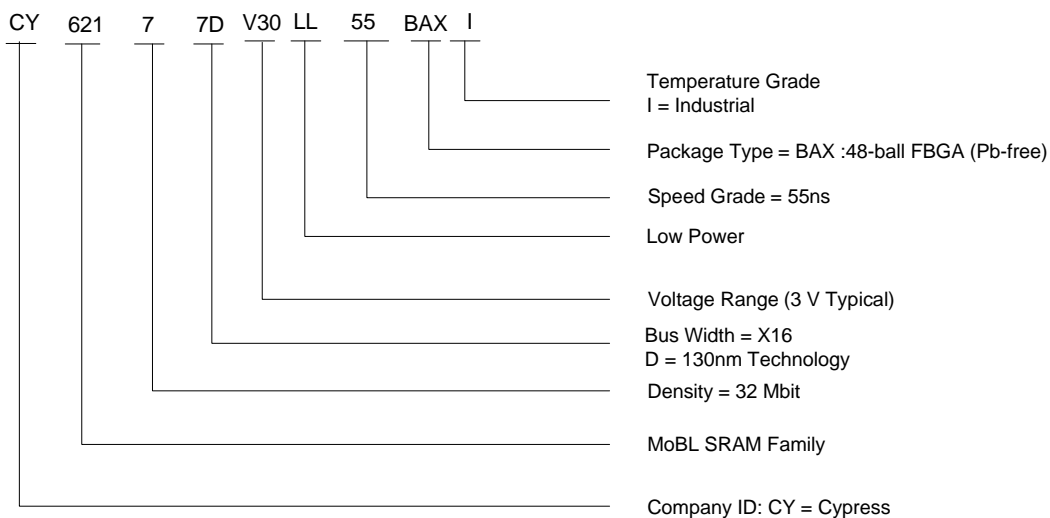 CY 621 7 7D V30 LL 55 BAX I
Temperature Grade
I = Industrial
Package Type = BAX :48-ball FBGA (Pb-free)
Speed Grade = 55ns
Low Power
Voltage Range (3 V Typical)
Bus Width = X16
D = 130nm Technology
Density = 32 Mbit
MoBL SRAM Family
Company ID: CY = Cypress